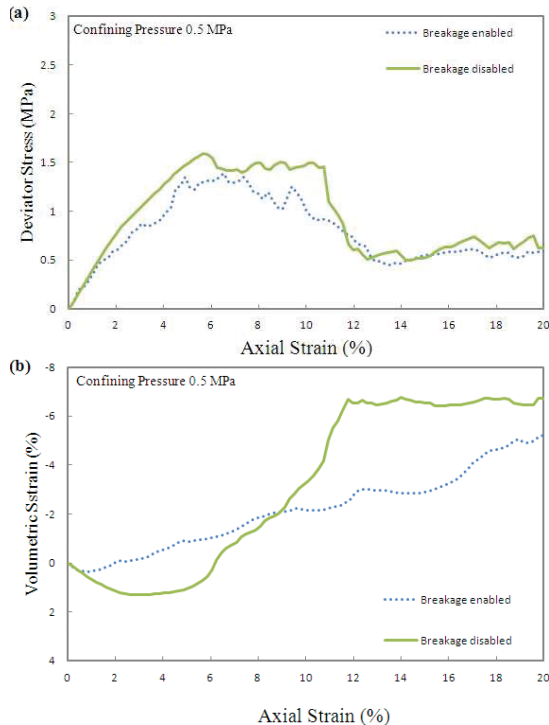 (a)
Confining Pressure 0.5 MPa
Breakage enabled
Breakage disabled
Deviator Stress (MPa)
3
2.5
2
1.5
1
0.5
0
0 2 4 6 8 10 12 14 16 18 20
Axial Strain (%)
(b)
Confining Pressure 0.5 MPa
Volumetric Sstrain (%)
-8
-6
-4
-2
0
2
4
Breakage enabled
Breakage disabled
0 2 4 6 8 10 12 14 16 18 20
Axial Strain (%)